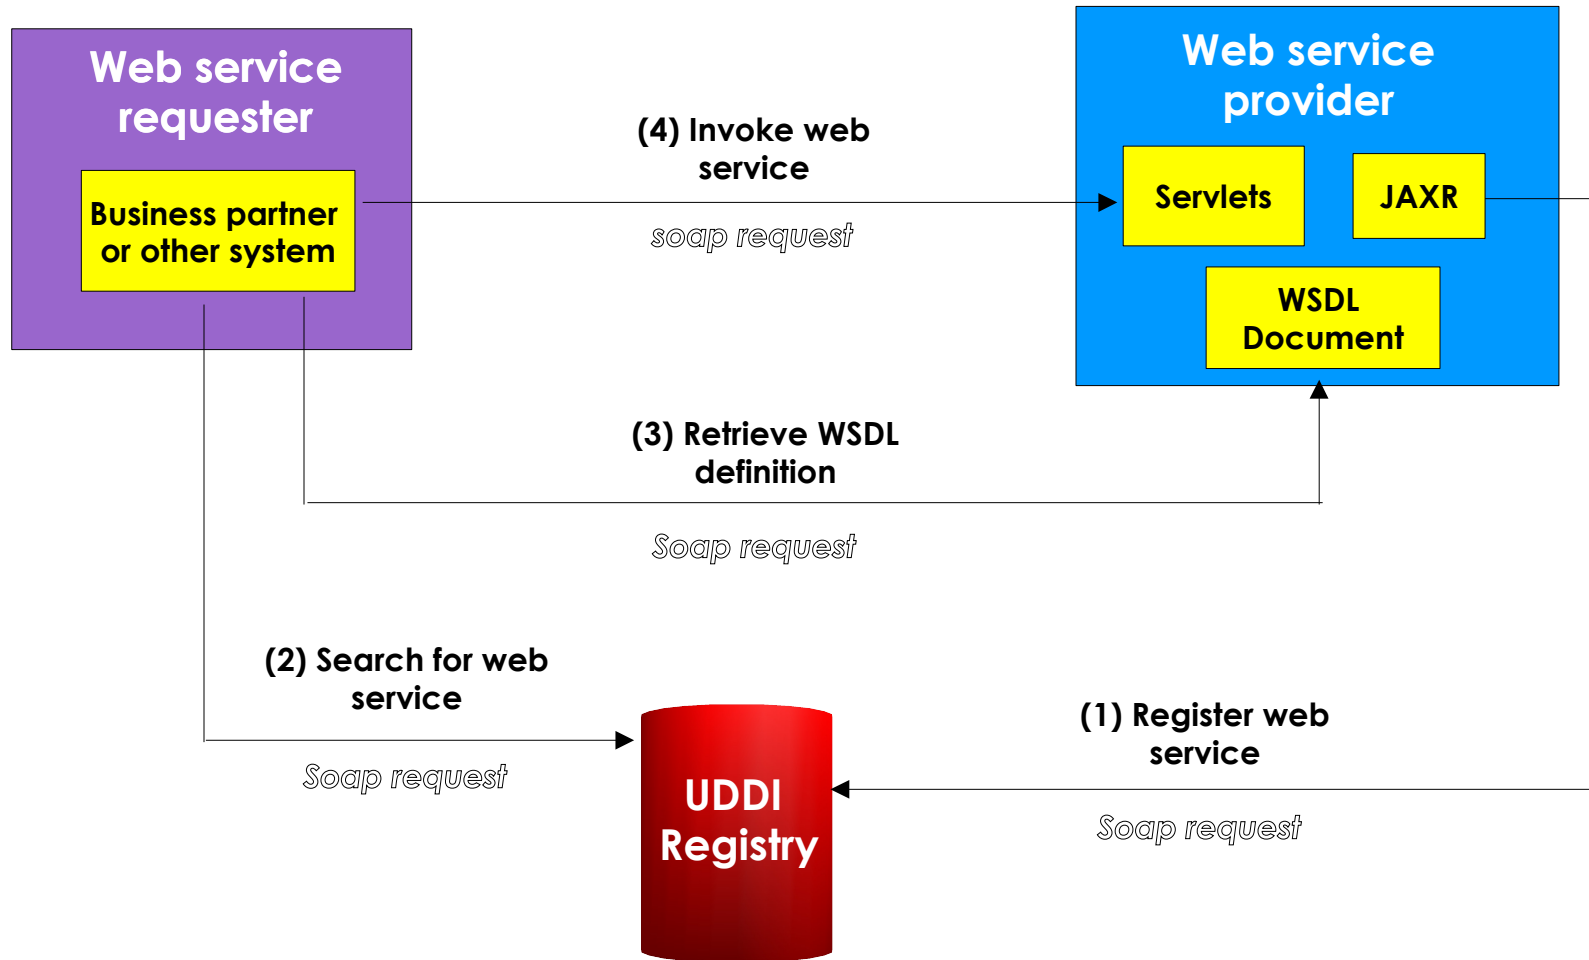 Web service
requester
Business partner
or other system
(4) Invoke web
service
soap request
Web service
provider
Servlets
JAXR
WSDL
Document
(3) Retrieve WSDL
definition
Soap request
(2) Search for web
service
Soap request
UDDI
Registry
(1) Register web
service
Soap request